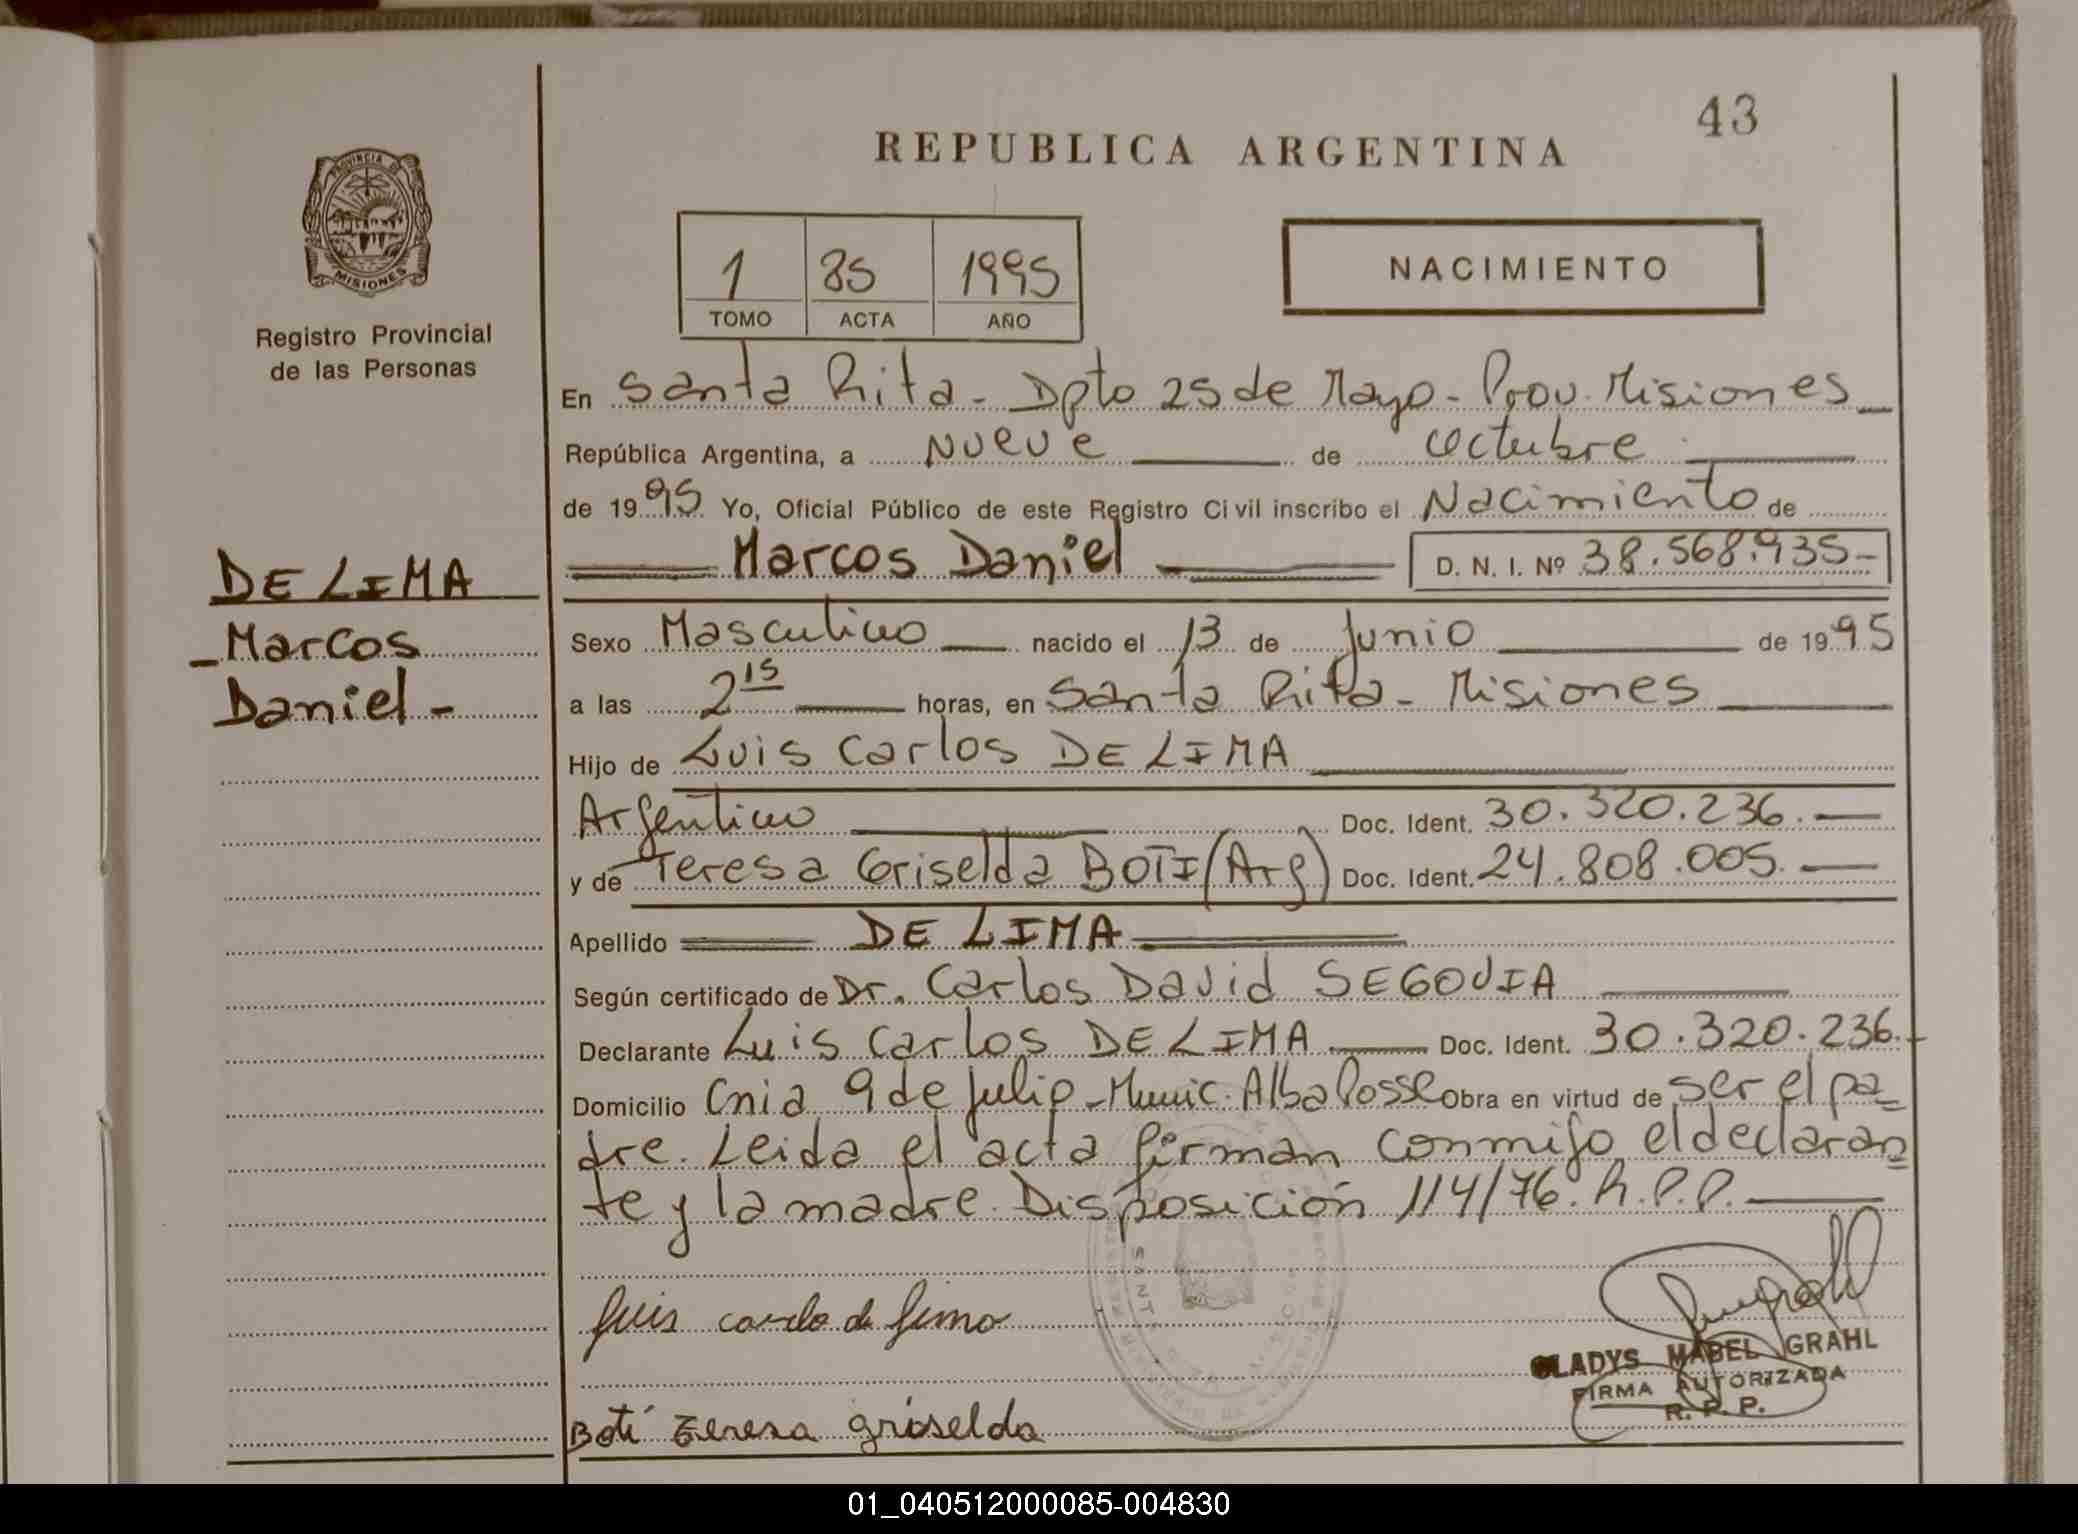 43
REPUBLICA ARGENTINA
PROVINCIA DE
MISIONES
Registro Provincial
de las Personas
1 85 1995
TOMO ACTA AÑO
NACIMIENTO
En Santa Rita - Dpto 25 de Mayo - Prov. Misiones
República Argentina, a Nueve de Octubre
de 1995 Yo, Oficial Público de este Registro Civil inscribo el Nacimiento de
Marcos Daniel D. N. I. Nº 38.568.935-
DE LIMA
Marcos
Daniel -
Sexo Masculino nacido el 13 de Junio de 1995
a las 2 15 horas, en Santa Rita - Misiones
Hijo de Luis Carlos DE LIMA
Argentino Doc. Ident. 30.320.236.
y de Teresa Griselda BOTI (Arg) Doc. Ident. 24.808.005.
Apellido DE LIMA
Según certificado de Dr. Carlos David SEGOVIA
Declarante Luis Carlos DE LIMA Doc. Ident. 30.320.236.
Domicilio Cnia 9 de Julio - Munic. Alba Posse Obra en virtud de ser el pa=
dre. Leida el acta firman conmigo el declaran=
te y la madre. Disposición 114/76. R.P.P.
Luis carlo de lima
GLADYS MABEL GRAHL
FIRMA AUTORIZADA
R. P. P.
Boti Teresa griselda
01_040512000085-004830